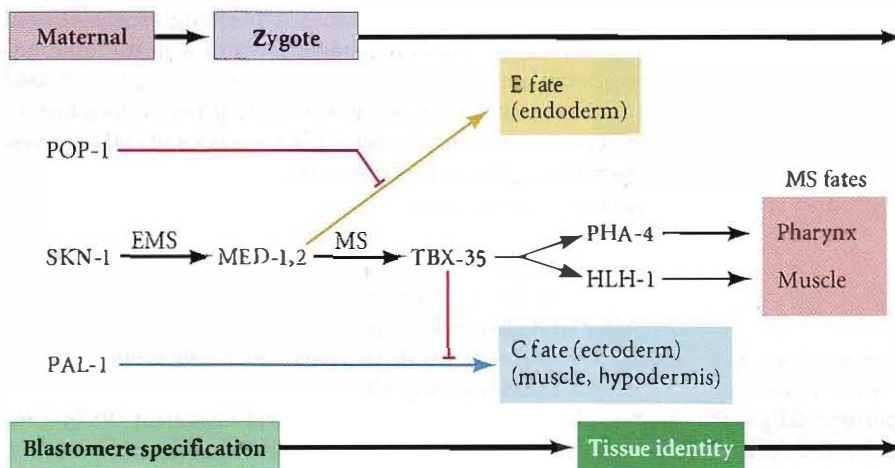 Maternal
Zygote
E fate
(endoderm)
POP-1
MS fates
SKN-1
EMS
MED-1,2
MS
TBX-35
PHA-4
Pharynx
HLH-1
Muscle
PAL-1
C fate (ectoderm)
(muscle, hypodermis)
Blastomere specification
Tissue identity